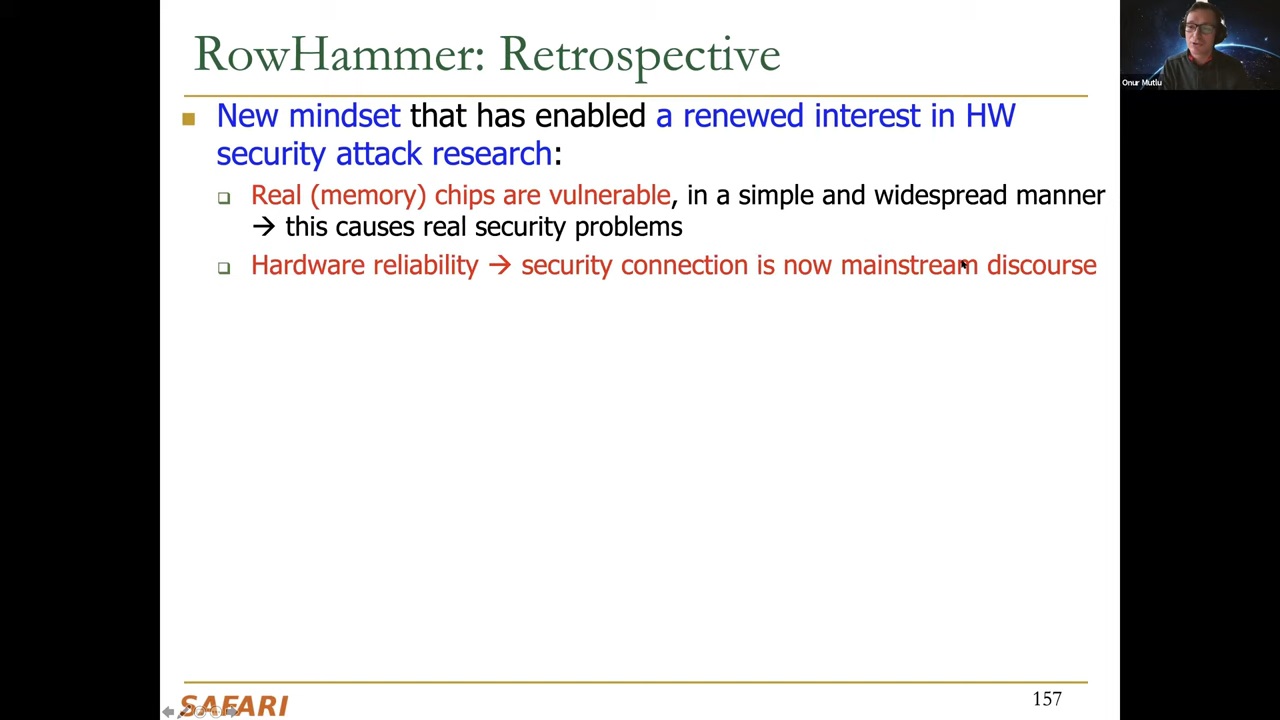 RowHammer: Retrospective
Onur Mutlu
New mindset that has enabled a renewed interest in HW
security attack research:
Real (memory) chips are vulnerable, in a simple and widespread manner
→ this causes real security problems
Hardware reliability → security connection is now mainstream discourse
SAFARI
157